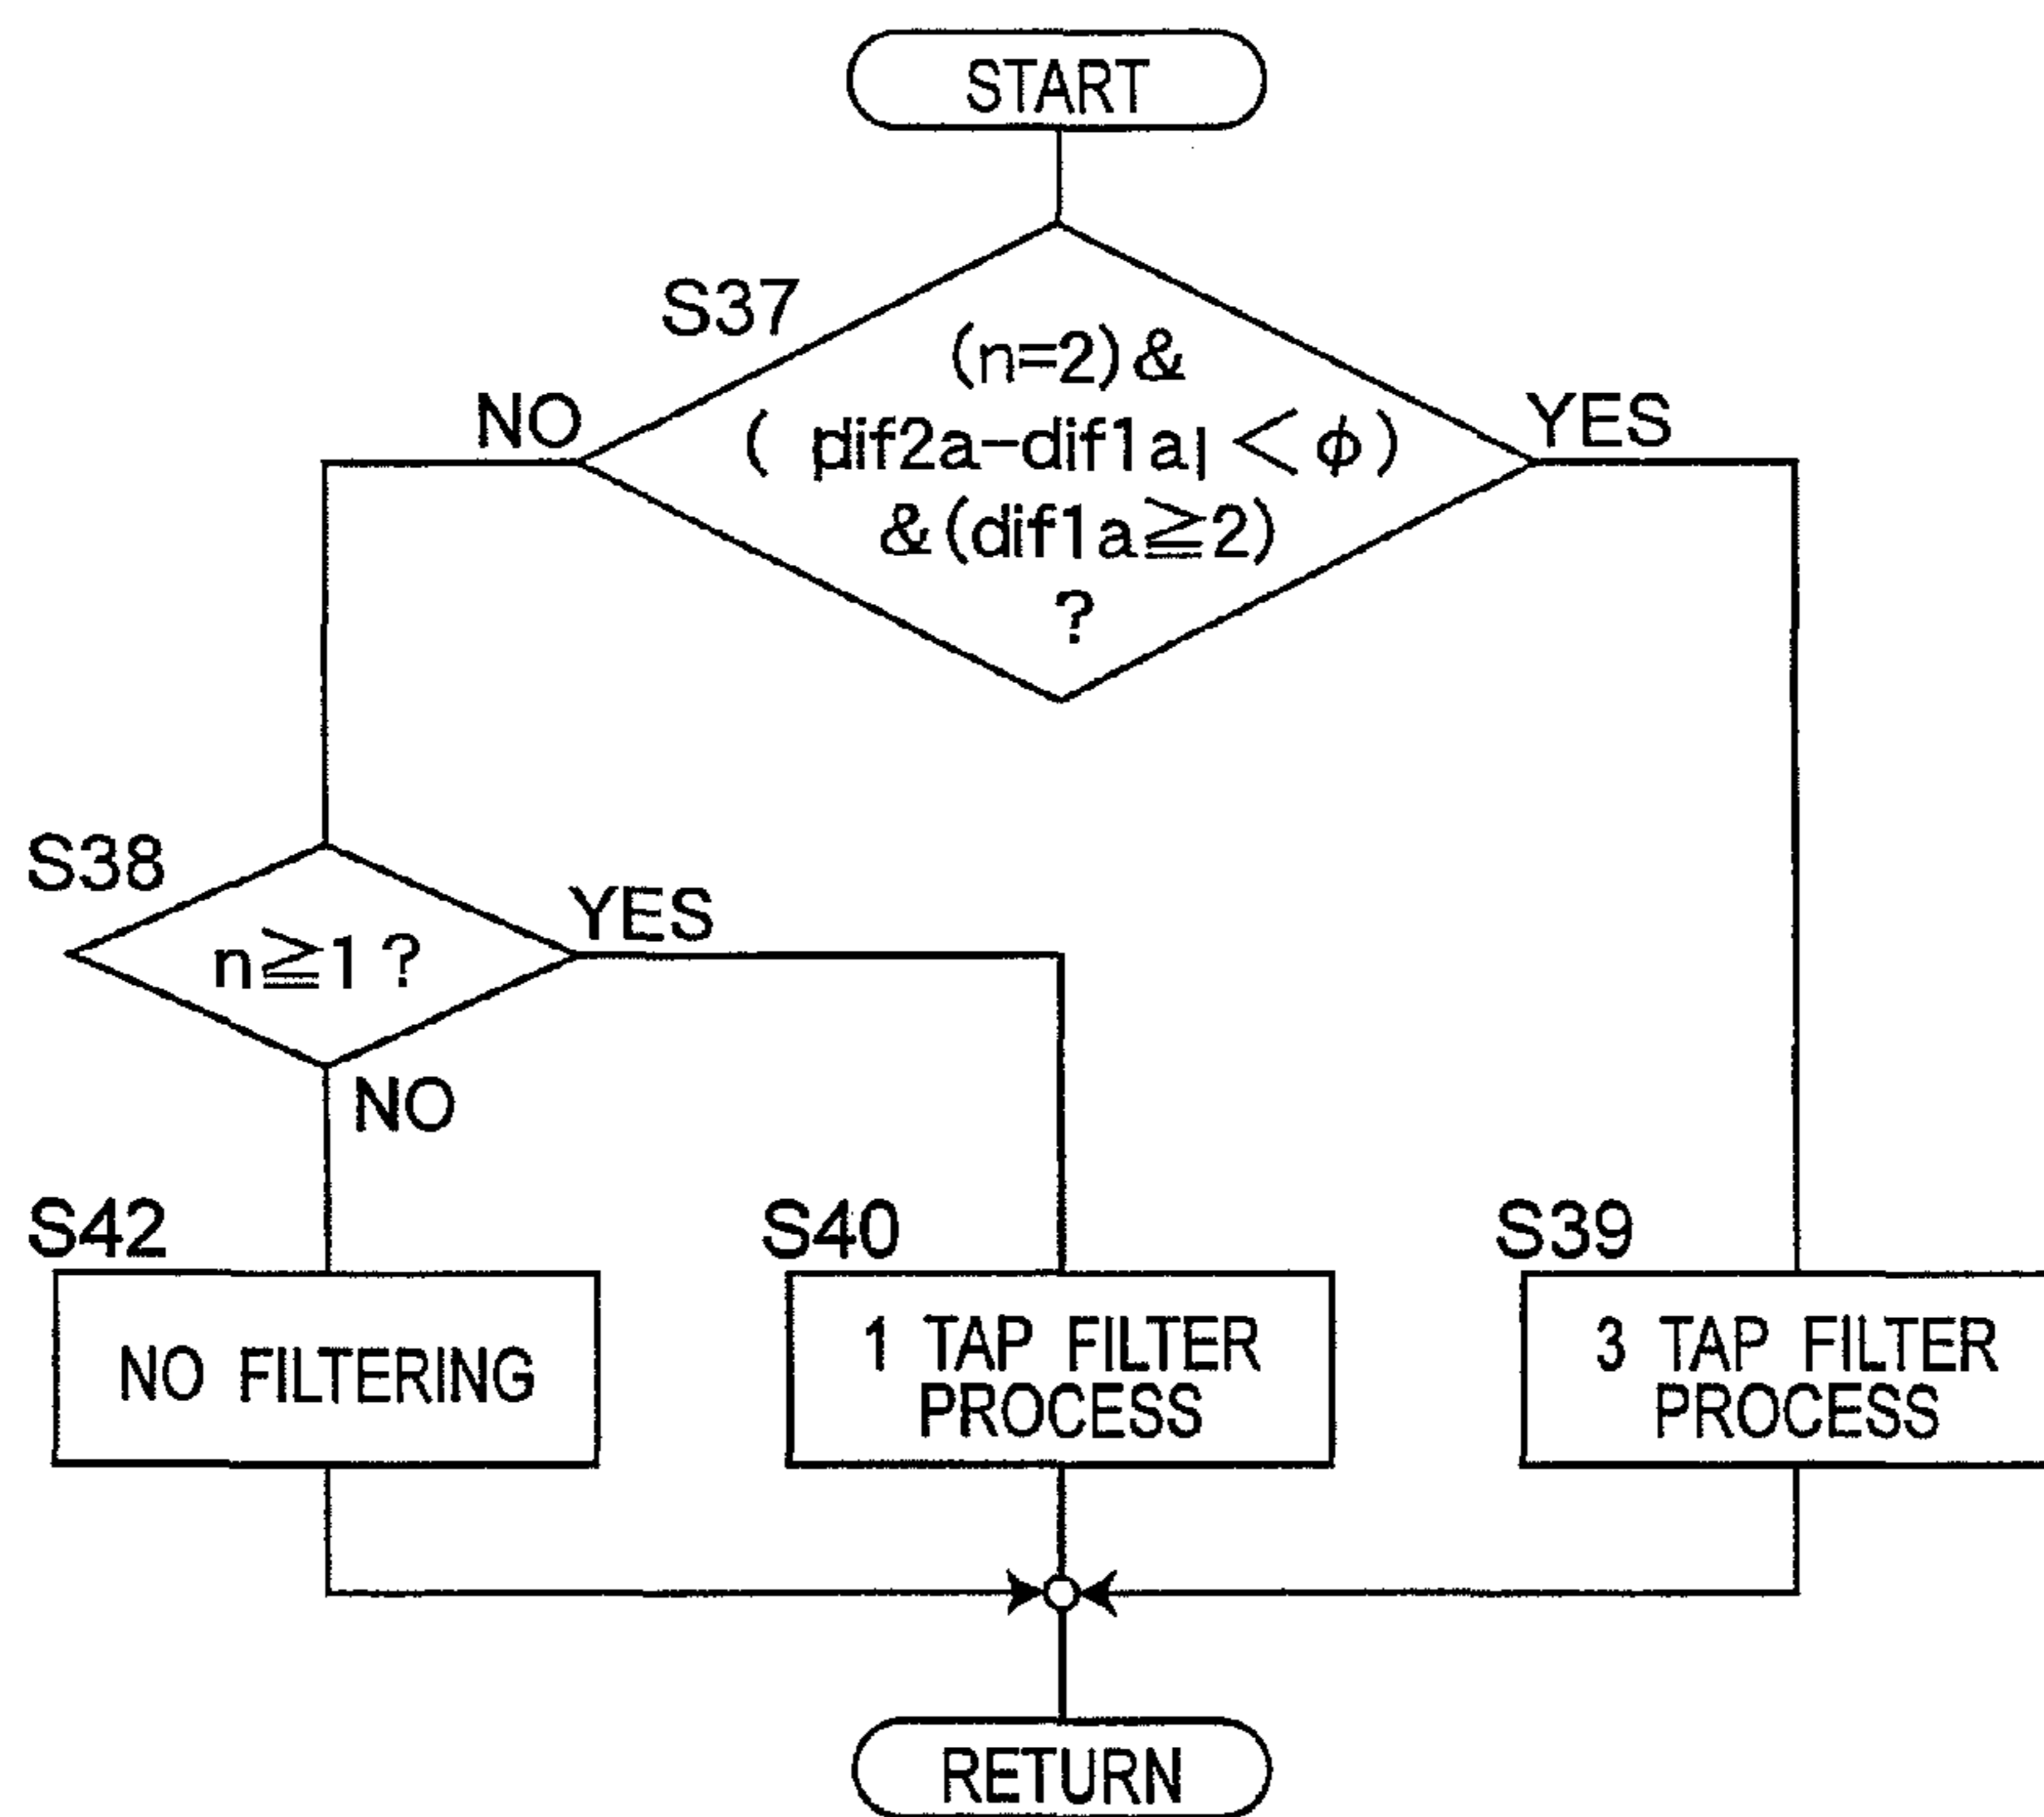 START
S37
(n=2)&
NO
( |dif2a-dif1a| < φ)
YES
&(dif1a≧2)
?
S38
YES
n≧1?
NO
S42
S40
S39
NO FILTERING
1 TAP FILTER
PROCESS
3 TAP FILTER
PROCESS
RETURN